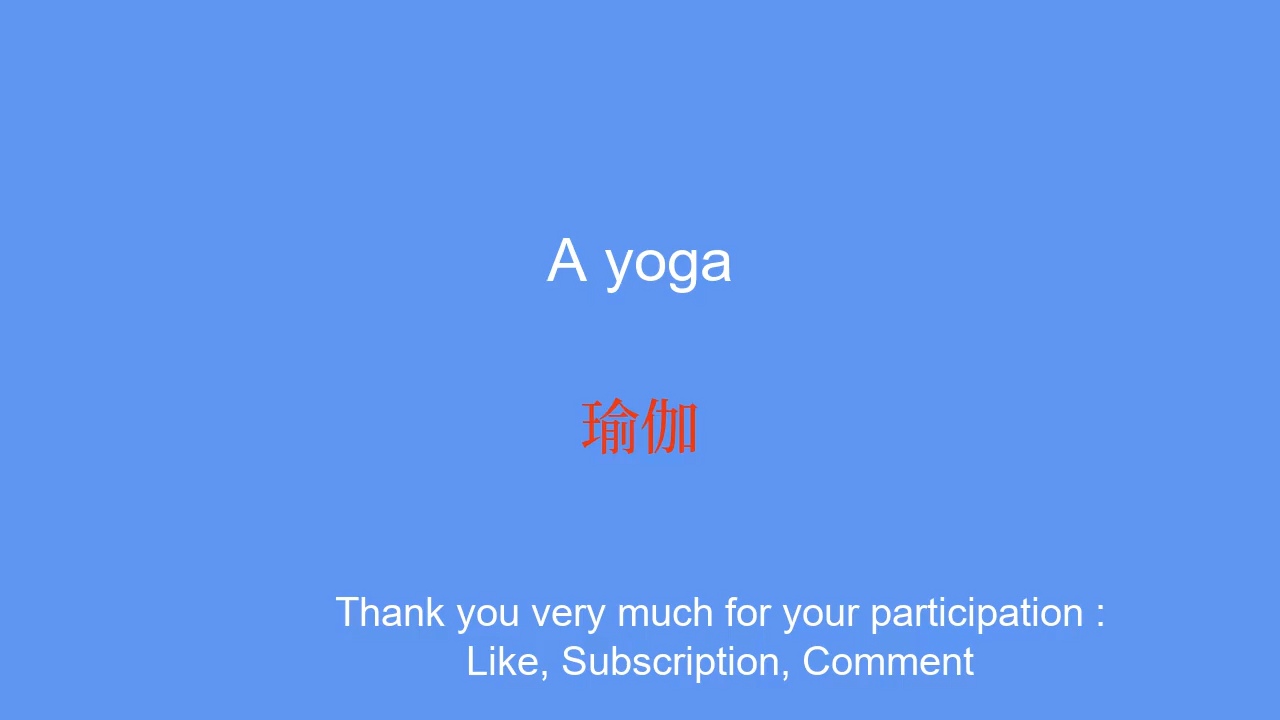 A yoga
瑜伽
Thank you very much for your participation :
Like, Subscription, Comment